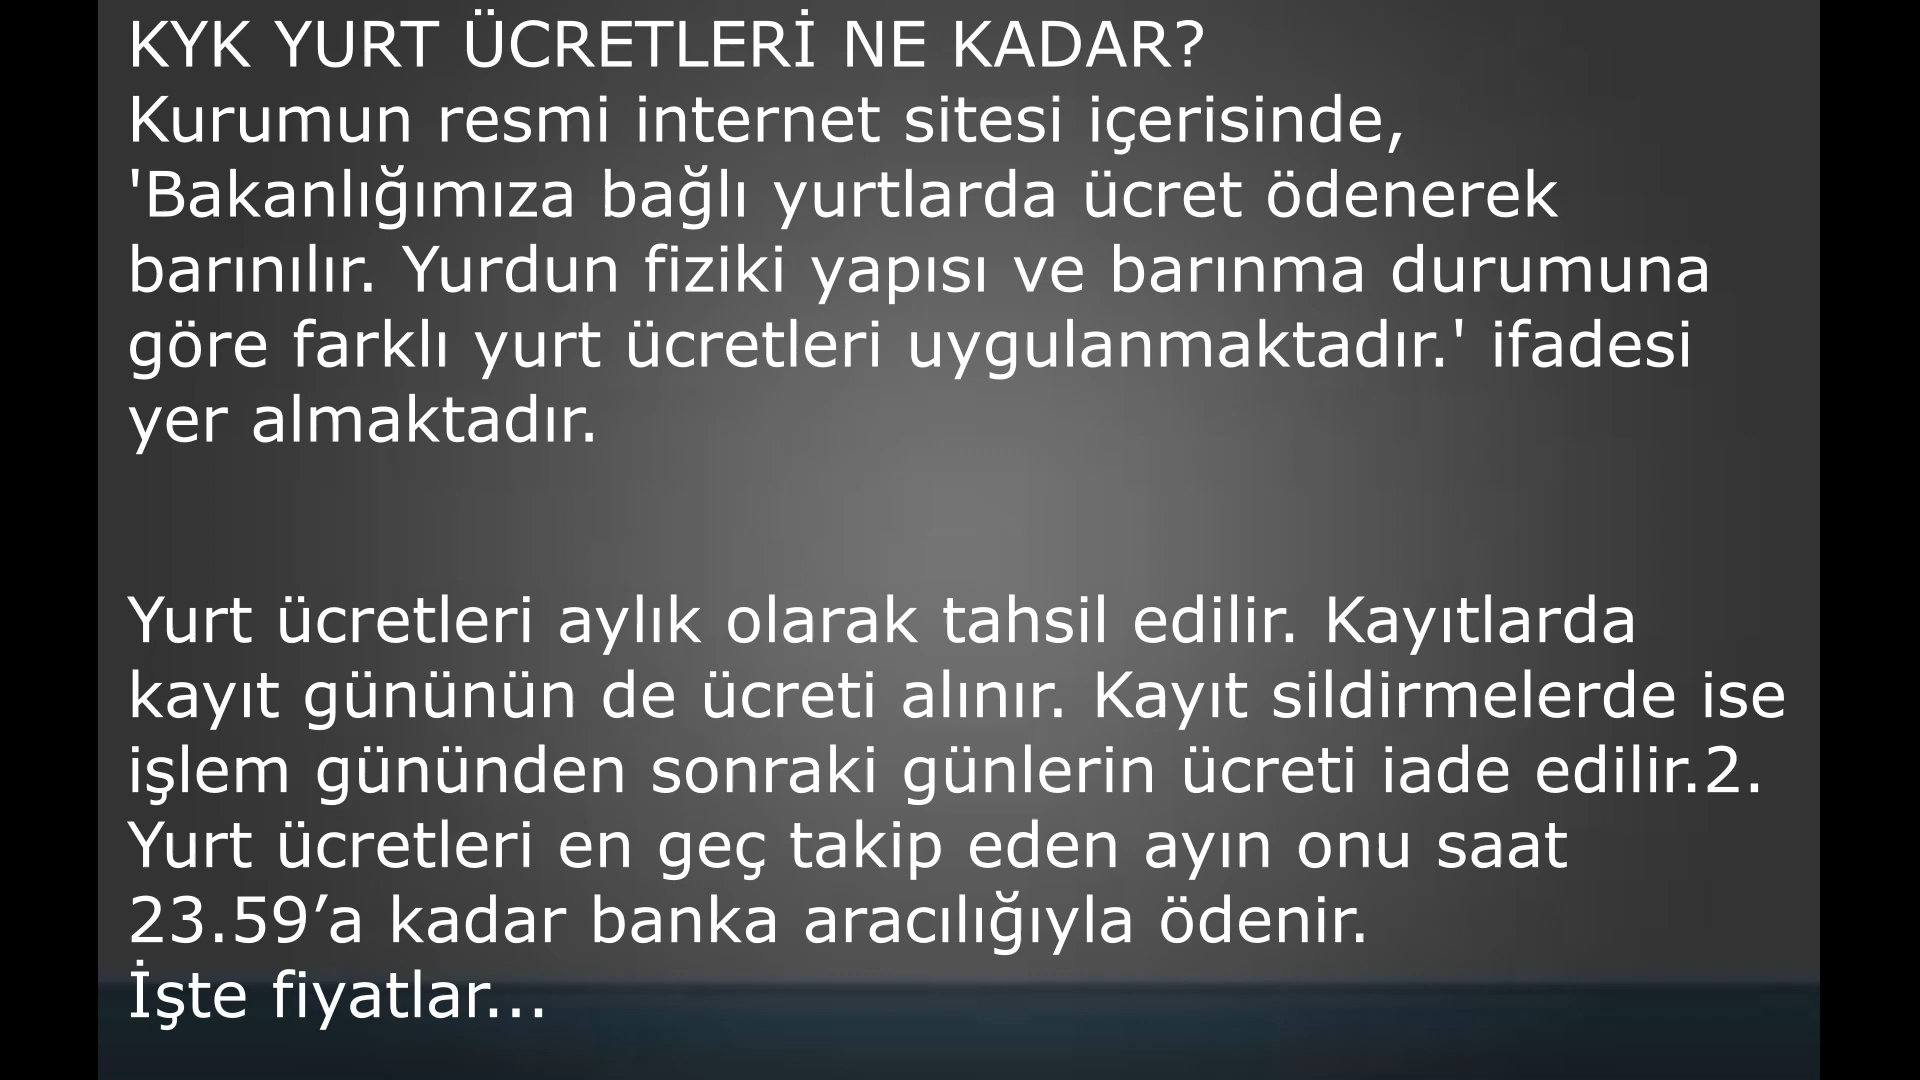 KYK YURT ÜCRETLERİ NE KADAR?
Kurumun resmi internet sitesi içerisinde,
'Bakanlığımıza bağlı yurtlarda ücret ödenerek
barınılır. Yurdun fiziki yapısı ve barınma durumuna
göre farklı yurt ücretleri uygulanmaktadır.' ifadesi
yer almaktadır.
Yurt ücretleri aylık olarak tahsil edilir. Kayıtlarda
kayıt gününün de ücreti alınır. Kayıt sildirmelerde ise
işlem gününden sonraki günlerin ücreti iade edilir.2.
Yurt ücretleri en geç takip eden ayın onu saat
23.59’a kadar banka aracılığıyla ödenir.
İşte fiyatlar...